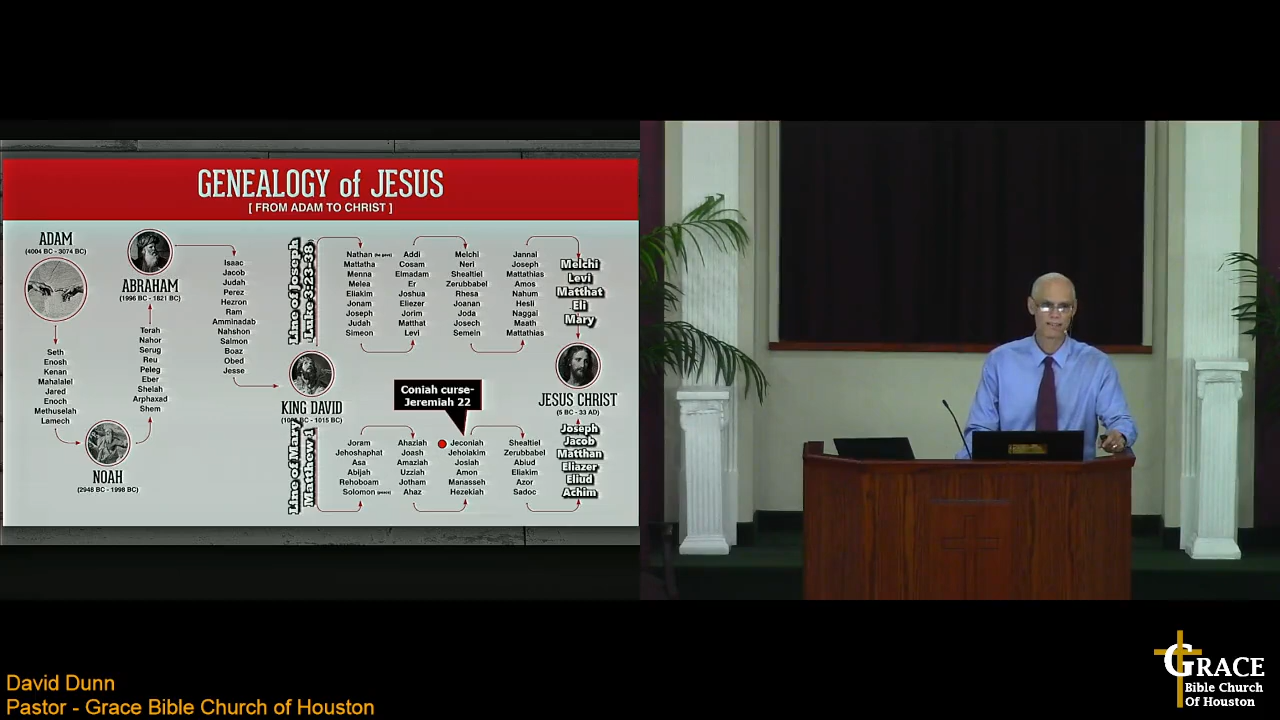 GENEALOGY of JESUS
[ FROM ADAM TO CHRIST ]
ADAM
(4004 BC - 3074 BC)
Seth
Enosh
Kenan
Mahalalel
Jared
Enoch
Methuselah
Lamech
NOAH
(2948 BC - 1998 BC)
ABRAHAM
(1996 BC - 1821 BC)
Terah
Nahor
Serug
Reu
Peleg
Eber
Shelah
Arphaxad
Shem
Isaac
Jacob
Judah
Perez
Hezron
Ram
Amminadab
Nahshon
Salmon
Boaz
Obed
Jesse
KING DAVID
BC - 1015 BC)
Line of Joseph
Luke 3:23-38
Nathan
Mattatha
Menna
Melea
Eliakim
Jonam
Joseph
Judah
Simeon
Addi
Cosam
Elmadam
Er
Joshua
Eliezer
Jorim
Matthat
Levi
Melchi
Neri
Shealtiel
Zerubbabel
Rhesa
Joanan
Joda
Josech
Semein
Jannai
Joseph
Mattathias
Amos
Nahum
Hesli
Naggai
Maath
Mattathias
Melchi
Levi
Matthat
Eli
Mary
JESUS CHRIST
(5 BC - 33 AD)
Coniah curse-
Jeremiah 22
Line of Mary
Matthew 1
Joram
Jehoshaphat
Asa
Abijah
Rehoboam
Solomon (peace)
Ahaziah
Joash
Amaziah
Uzziah
Jotham
Ahaz
Jeconiah
Jehoiakim
Josiah
Amon
Manasseh
Hezekiah
Shealtiel
Zerubbabel
Abiud
Eliakim
Azor
Sadoc
Joseph
Jacob
Matthan
Eliazer
Eliud
Achim
David Dunn
Pastor - Grace Bible Church of Houston
GRACE
Bible Church
Of Houston